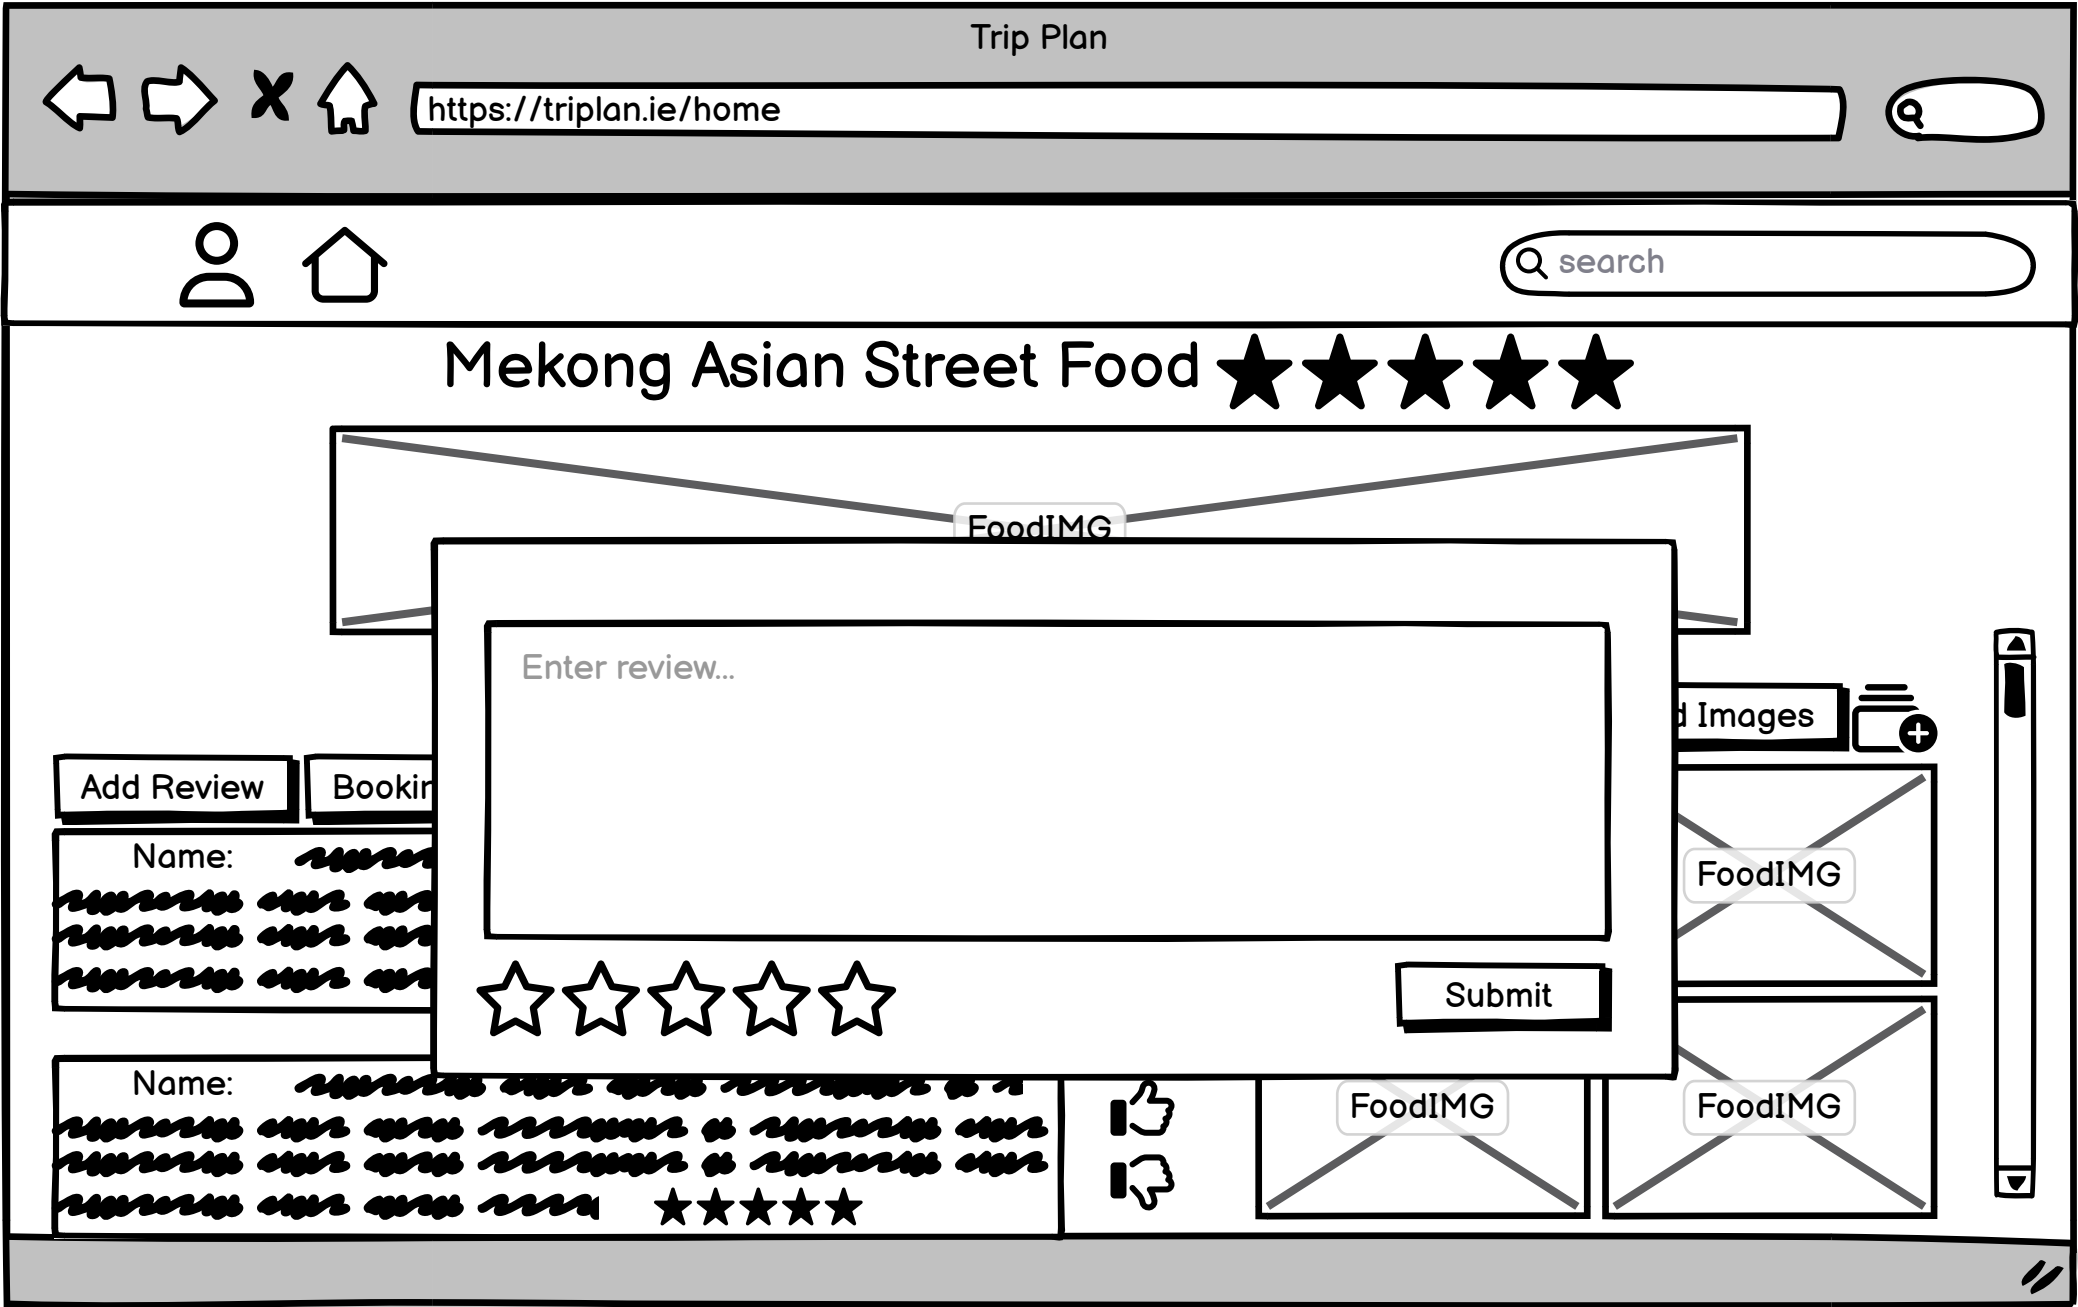 Trip Plan
https://triplan.ie/home
search
Mekong Asian Street Food
FoodIMG
Enter review...
Images
Add Review
Name:
FoodIMG
Submit
Name:
FoodIMG
FoodIMG